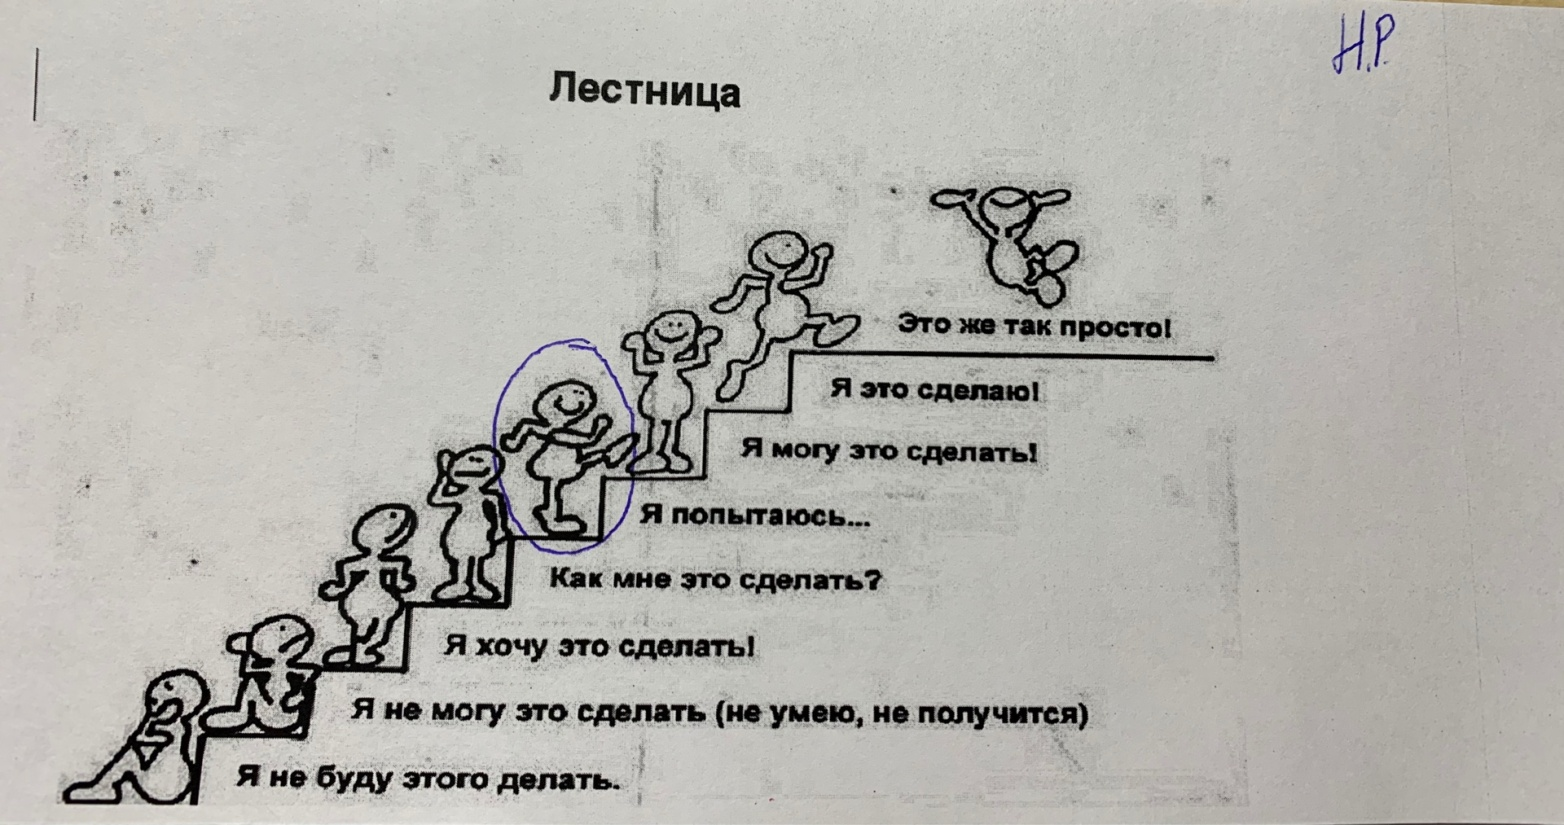 Н.Р
Лестница
Это же так просто!
Я это сделаю!
Я могу это сделать!
Я попытаюсь...
Как мне это сделать?
Я хочу это сделать!
Я не могу это сделать (не умею, не получится)
Я не буду этого делать.